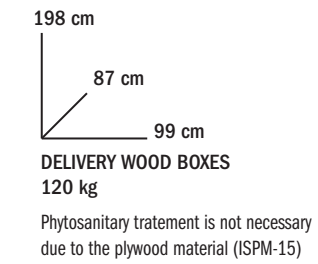 198 cm
87 cm
99 cm
DELIVERY WOOD BOXES
120 kg
Phytosanitary tratement is not necessary
due to the plywood material (ISPM-15)